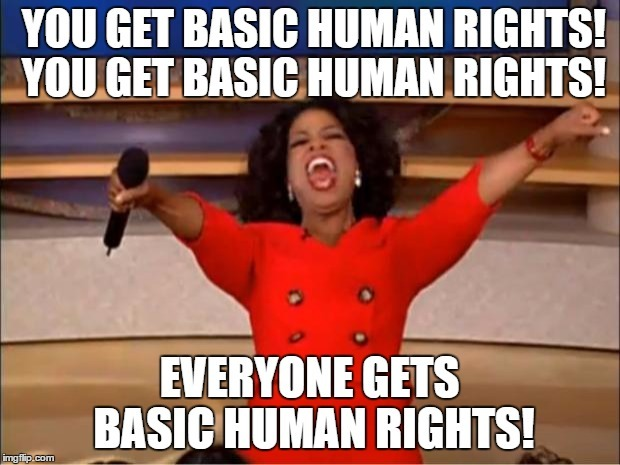 YOU GET BASIC HUMAN RIGHTS!
YOU GET BASIC HUMAN RIGHTS!
EVERYONE GETS
BASIC HUMAN RIGHTS!
imgflip.com